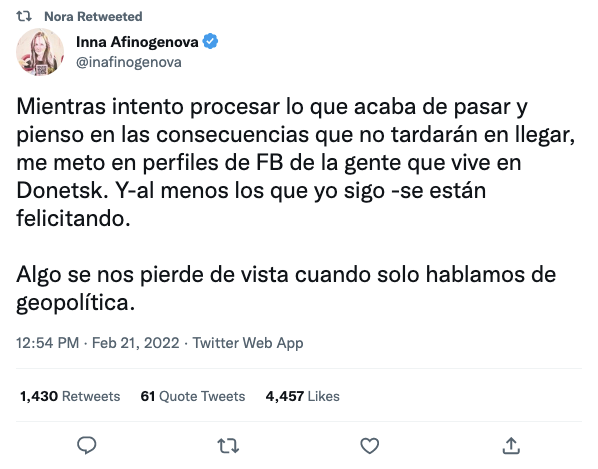 Nora Retweeted
Inna Afinogenova
@inafinogenova
Mientras intento procesar lo que acaba de pasar y
pienso en las consecuencias que no tardarán en llegar,
me meto en perfiles de FB de la gente que vive en
Donetsk. Y-al menos los que yo sigo -se están
felicitando.
Algo se nos pierde de vista cuando solo hablamos de
geopolítica.
12:54 PM · Feb 21, 2022 · Twitter Web App
1,430 Retweets 61 Quote Tweets 4,457 Likes